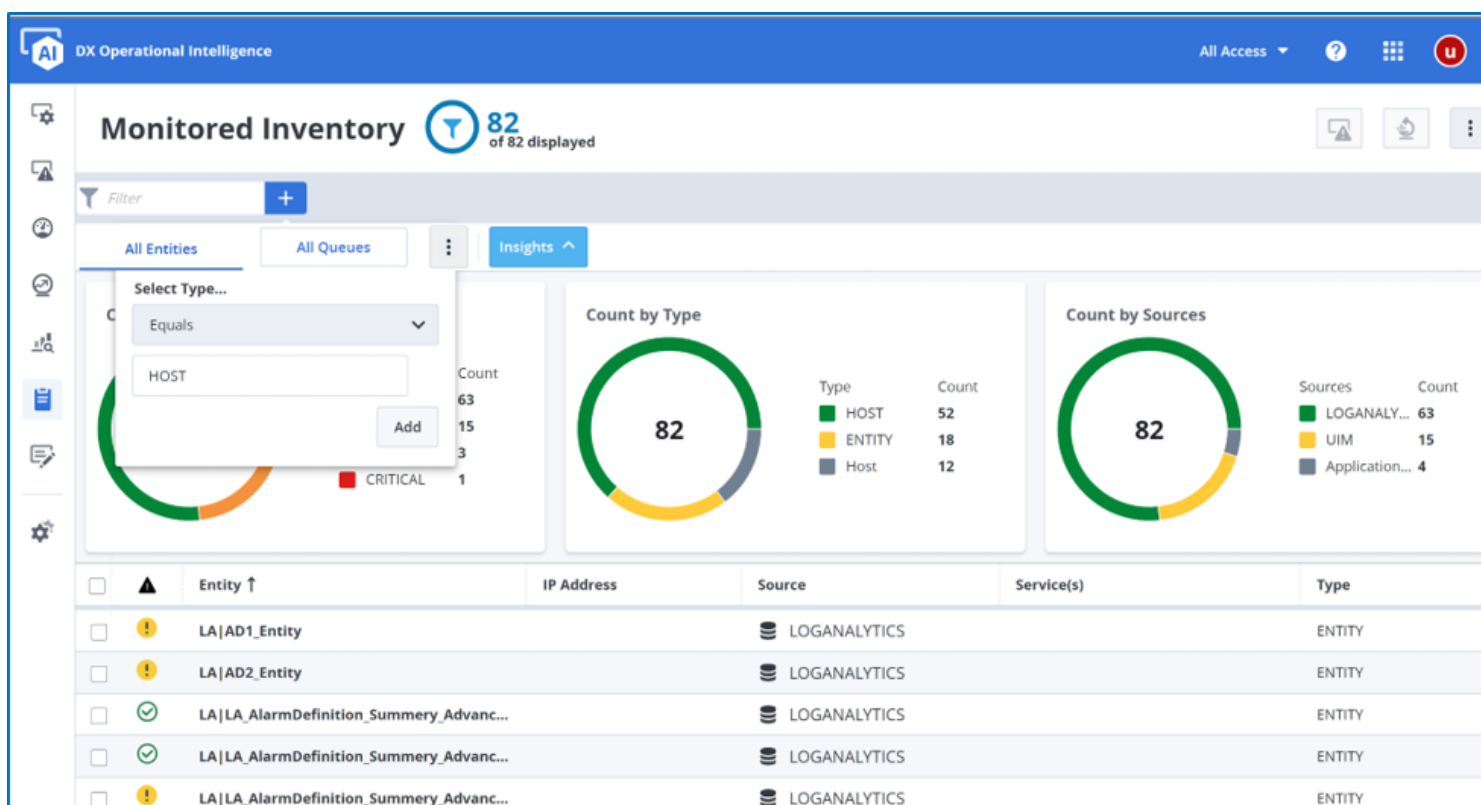 AI DX Operational Intelligence All Access ? u
Monitored Inventory 82 of 82 displayed
Filter +
All Entities All Queues Insights
Select Type...
Equals
HOST
Add
C
Count
63
15
3
CRITICAL 1
Count by Type
82
Type Count
HOST 52
ENTITY 18
Host 12
Count by Sources
82
Sources Count
LOGANALY... 63
UIM 15
Application... 4
Entity ↑ IP Address Source Service(s) Type
LA|AD1_Entity LOGANALYTICS ENTITY
LA|AD2_Entity LOGANALYTICS ENTITY
LA|LA_AlarmDefinition_Summery_Advanc... LOGANALYTICS ENTITY
LA|LA_AlarmDefinition_Summery_Advanc... LOGANALYTICS ENTITY
LA|LA_AlarmDefinition_Summery_Advanc... LOGANALYTICS ENTITY